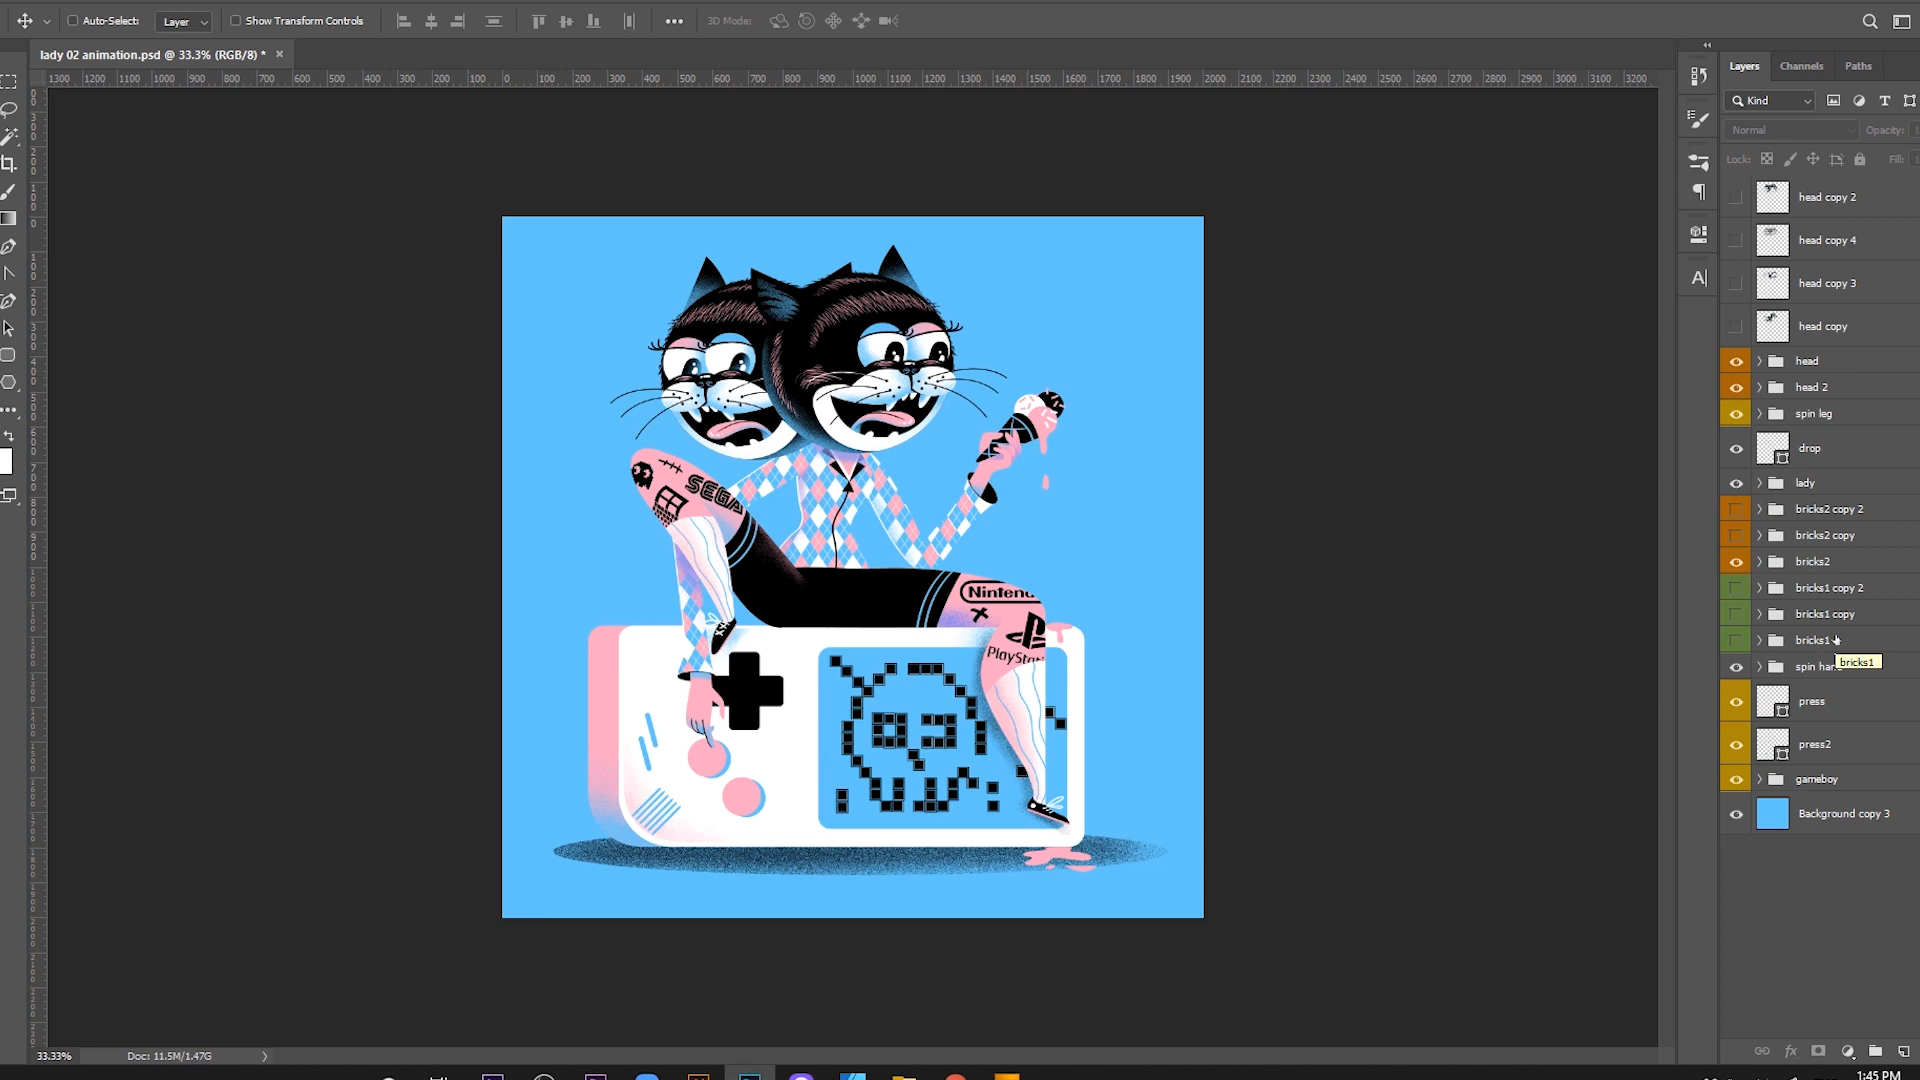 Auto-Select: Layer Show Transform Controls 3D Mode:
lady 02 animation.psd @ 33.3% (RGB/8) *
1300 1200 1100 1000 900 800 700 600 500 400 300 200 100 0 100 200 300 400 500 600 700 800 900 1000 1100 1200 1300 1400 1500 1600 1700 1800 1900 2000 2100 2200 2300 2400 2500 2600 2700 2800 2900 3000 3100 3200
Layers Channels Paths
Kind
Normal Opacity:
Lock: Fill:
head copy 2
head copy 4
head copy 3
head copy
head
head 2
spin leg
drop
lady
bricks2 copy 2
bricks2 copy
bricks2
bricks1 copy 2
bricks1 copy
bricks1
bricks1
spin han
press
press2
gameboy
Background copy 3
SEGA
Ninten
PlaySta
33.33% Doc: 11.5M/1.47G
1:45 PM